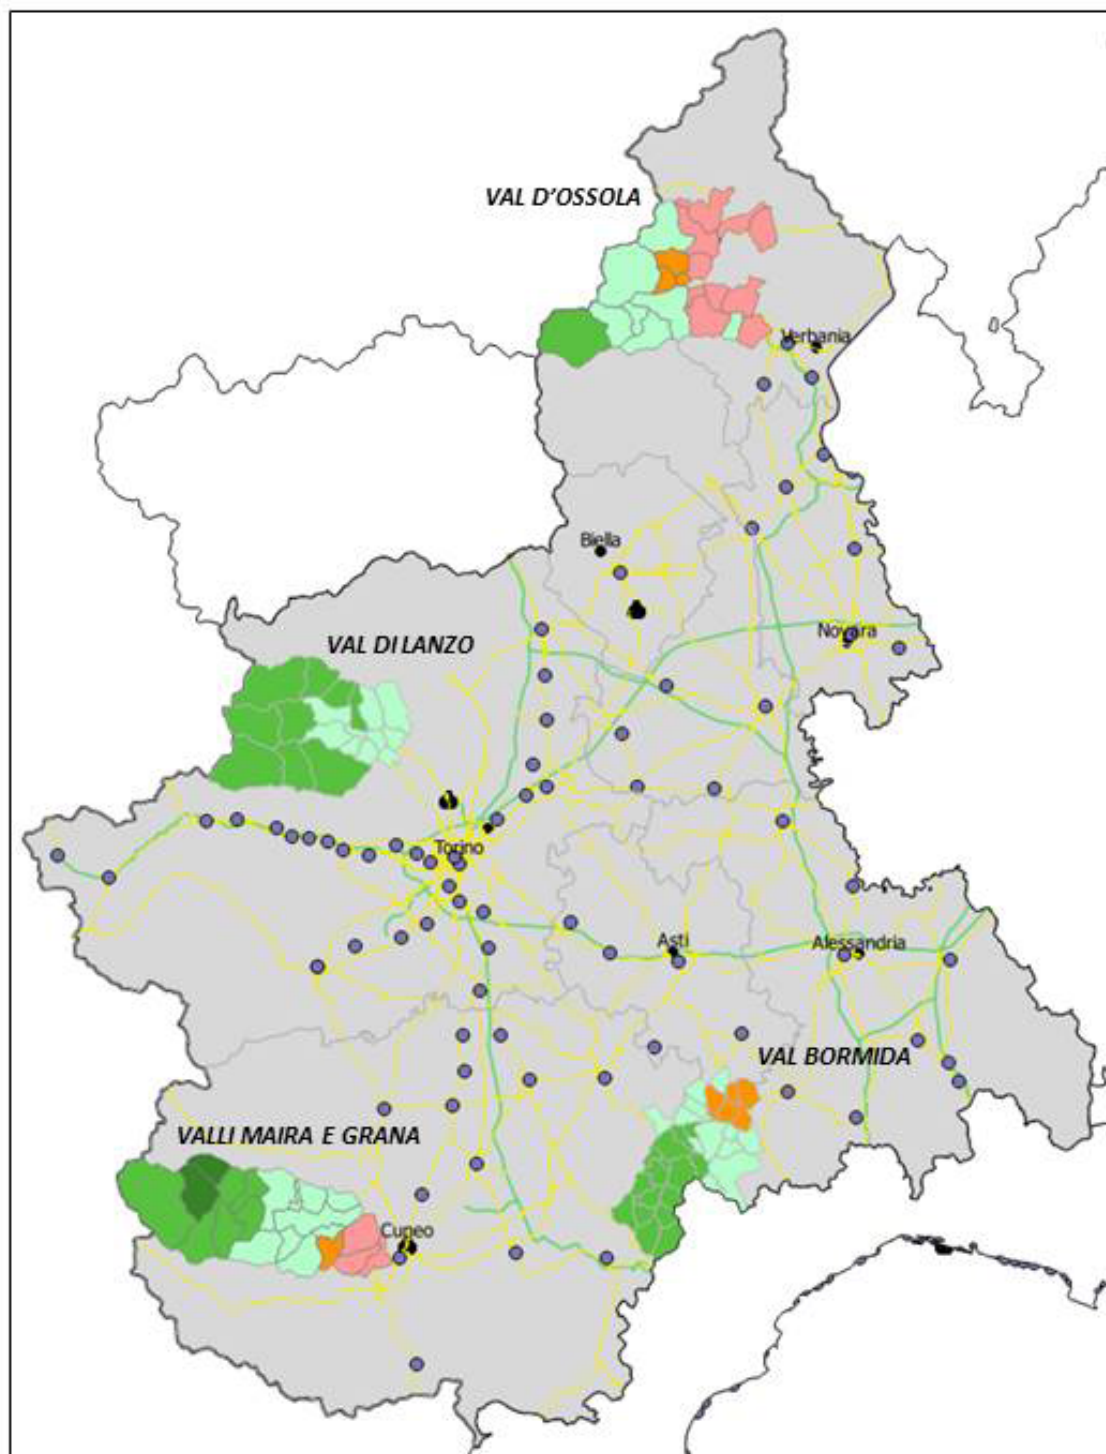 VAL D'OSSOLA
Verbania
Biella
Novara
VAL DI LANZO
Torino
Asti
Alessandria
VAL BORMIDA
VALLI MAIRA E GRANA
Cuneo